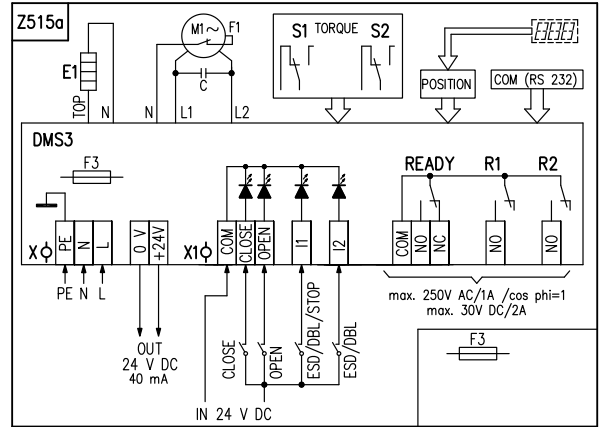 Z515a
M1~
F1
S1 TORQUE S2
E1
C
POSITION
COM (RS 232)
TOP
N
N
L1
L2
DMS3
F3
READY
R1
R2
X
PE
N
L
0 V
+24V
X1
COM
CLOSE
OPEN
I1
I2
COM
NO
NC
NO
NO
PE N L
OUT
24 V DC
40 mA
CLOSE
OPEN
ESD/DBL/STOP
ESD/DBL
IN 24 V DC
max. 250V AC/1A /cos phi=1
max. 30V DC/2A
F3